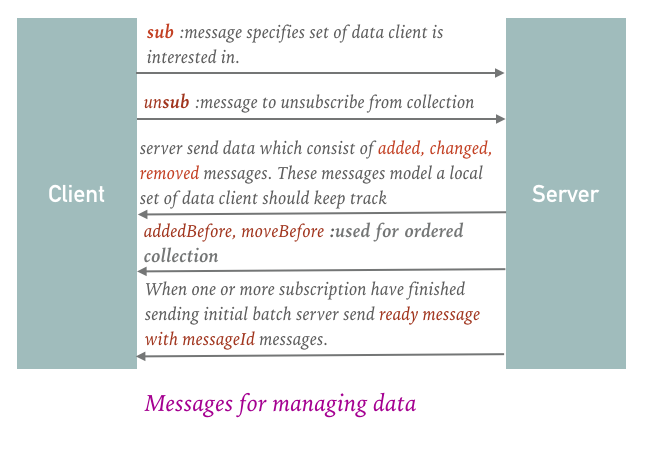 sub :message specifies set of data client is
interested in.
unsub :message to unsubscribe from collection
server send data which consist of added, changed,
removed messages. These messages model a local
set of data client should keep track
Client
Server
addedBefore, moveBefore :used for ordered
collection
When one or more subscription have finished
sending initial batch server send ready message
with messageId messages.
Messages for managing data